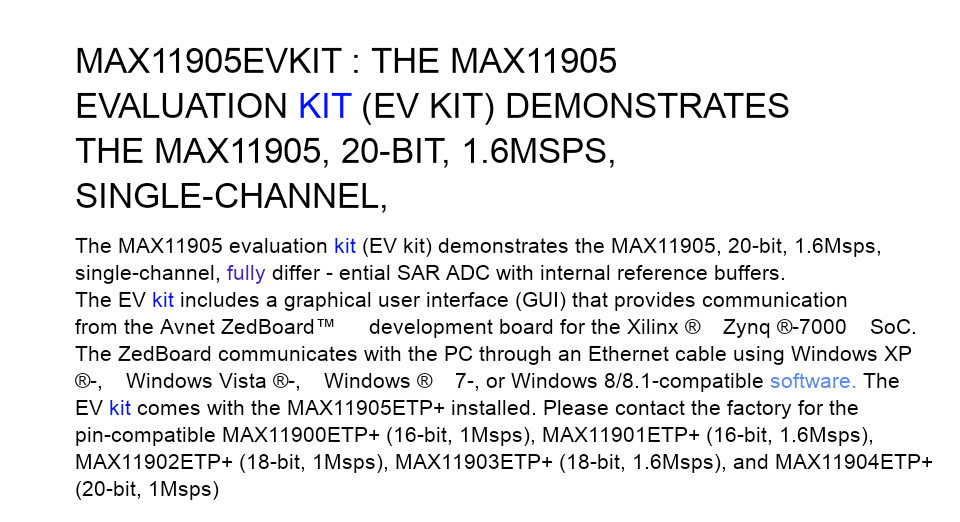 MAX11905EVKIT : THE MAX11905
EVALUATION KIT (EV KIT) DEMONSTRATES
THE MAX11905, 20-BIT, 1.6MSPS,
SINGLE-CHANNEL,
The MAX11905 evaluation kit (EV kit) demonstrates the MAX11905, 20-bit, 1.6Msps,
single-channel, fully differ - ential SAR ADC with internal reference buffers.
The EV kit includes a graphical user interface (GUI) that provides communication
from the Avnet ZedBoard™ development board for the Xilinx ® Zynq ®-7000 SoC.
The ZedBoard communicates with the PC through an Ethernet cable using Windows XP
®-, Windows Vista ®-, Windows ® 7-, or Windows 8/8.1-compatible software. The
EV kit comes with the MAX11905ETP+ installed. Please contact the factory for the
pin-compatible MAX11900ETP+ (16-bit, 1Msps), MAX11901ETP+ (16-bit, 1.6Msps),
MAX11902ETP+ (18-bit, 1Msps), MAX11903ETP+ (18-bit, 1.6Msps), and MAX11904ETP+
(20-bit, 1Msps)